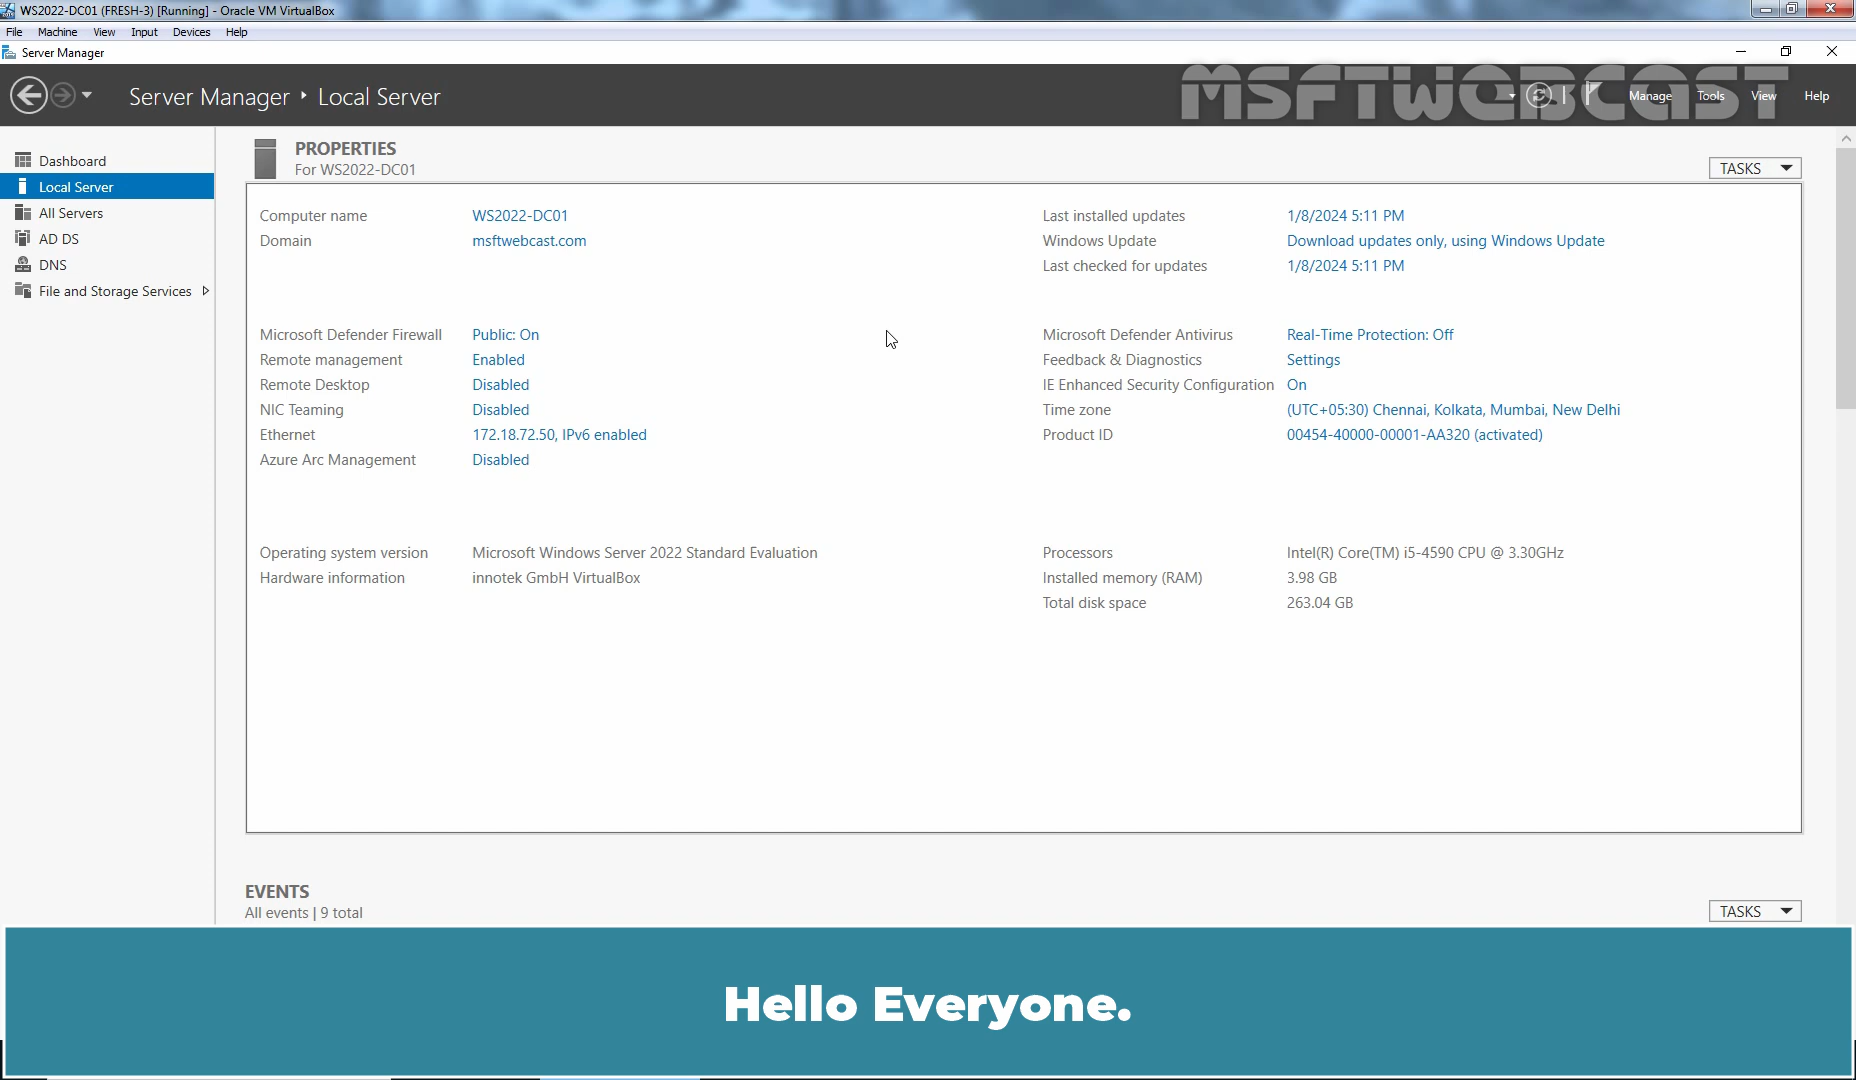 WS2022-DC01 (FRESH-3) [Running] - Oracle VM VirtualBox
File Machine View Input Devices Help
Server Manager
Server Manager Local Server
MSFTWEBCAST
Manage Tools View Help
Dashboard
Local Server
All Servers
AD DS
DNS
File and Storage Services
PROPERTIES
For WS2022-DC01
TASKS
Computer name WS2022-DC01
Domain msftwebcast.com
Last installed updates 1/8/2024 5:11 PM
Windows Update Download updates only, using Windows Update
Last checked for updates 1/8/2024 5:11 PM
Microsoft Defender Firewall Public: On
Remote management Enabled
Remote Desktop Disabled
NIC Teaming Disabled
Ethernet 172.18.72.50, IPv6 enabled
Azure Arc Management Disabled
Microsoft Defender Antivirus Real-Time Protection: Off
Feedback & Diagnostics Settings
IE Enhanced Security Configuration On
Time zone (UTC+05:30) Chennai, Kolkata, Mumbai, New Delhi
Product ID 00454-40000-00001-AA320 (activated)
Operating system version Microsoft Windows Server 2022 Standard Evaluation
Hardware information innotek GmbH VirtualBox
Processors Intel(R) Core(TM) i5-4590 CPU @ 3.30GHz
Installed memory (RAM) 3.98 GB
Total disk space 263.04 GB
EVENTS
All events | 9 total
TASKS
Hello Everyone.